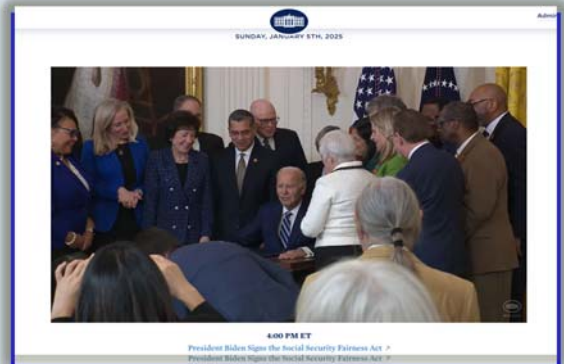 Admin
SUNDAY, JANUARY 5TH, 2025
4:00 PM ET
President Biden Signs the Social Security Fairness Act ↗
President Biden Signs the Social Security Fairness Act ↗